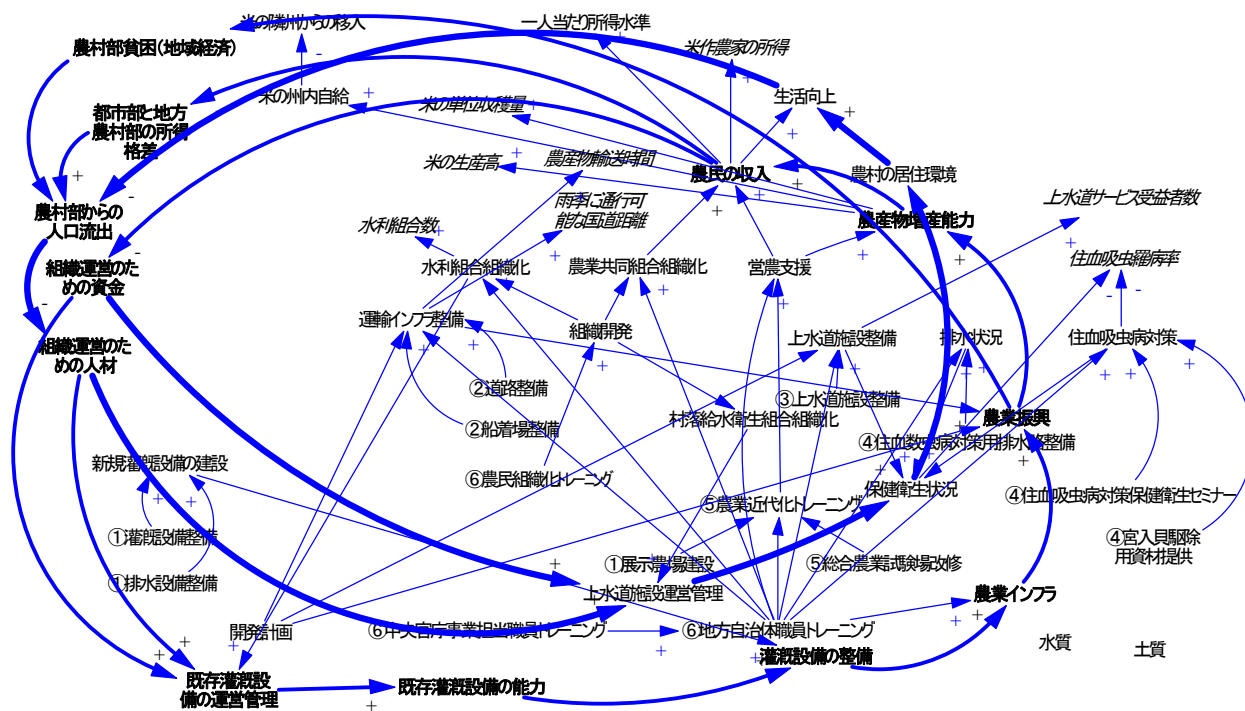 米の隣州からの移入
一人当たり所得水準
農村部貧困(地域経済)
米作農家の所得
米の州内自給
生活向上
米の単位収穫量
都市部と地方
農村部の所得
格差
米の生産高
農産物輸送時間
農民の収入
農村の居住環境
雨季に通行可
能な国道距離
上水道サービス受益者数
農村部からの
人口流出
水利組合数
農産物増産能力
組織運営のた
めの資金
水利組合組織化
農業共同組合組織化
営農支援
住血吸虫羅病率
運輸インフラ整備
組織開発
上水道施設整備
排水状況
住血吸虫病対策
組織運営のた
めの人材
②道路整備
③上水道施設整備
村落給水衛生組合組織化
農業振興
②船着場整備
④住血数虫病対策用排水路整備
新規灌漑設備の建設
⑥農民組織化トレーニング
保健衛生状況
④住血吸虫病対策保健衛生セミナー
⑤農業近代化トレーニング
①灌漑設備整備
④宮入貝駆除
用資材提供
①展示農場建設
⑤総合農業試験場改修
①排水設備整備
上水道施設運営管理
農業インフラ
開発計画
⑥中央官庁事業担当職員トレーニング
⑥地方自治体職員トレーニング
水質
土質
灌漑設備の整備
既存灌漑設
備の運営管理
既存灌漑設備の能力